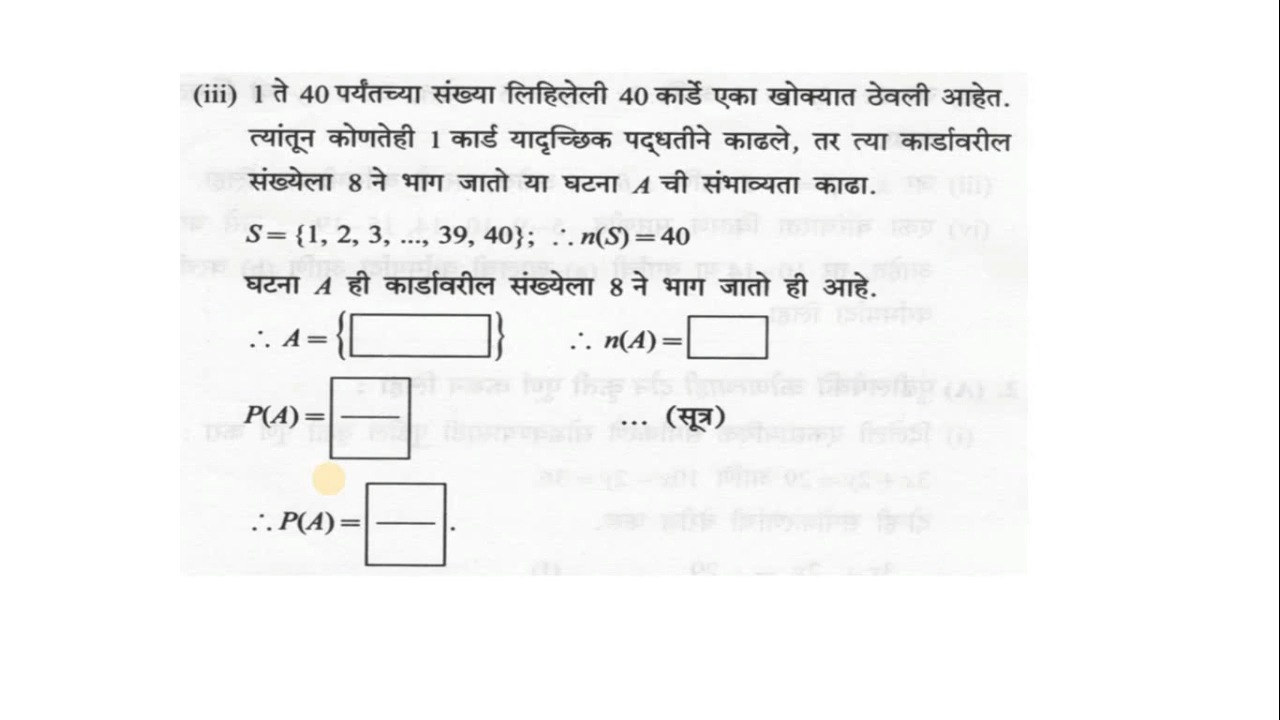 (iii) 1 ते 40 पर्यंतच्या संख्या लिहिलेली 40 कार्डे एका खोक्यात ठेवली आहेत.
त्यांतून कोणतेही 1 कार्ड यादृच्छिक पद्धतीने काढले, तर त्या कार्डावरील
संख्येला 8 ने भाग जातो या घटना A ची संभाव्यता काढा.
S = {1, 2, 3, ..., 39, 40}; ∴ n(S) = 40
घटना A ही कार्डावरील संख्येला 8 ने भाग जातो ही आहे.
∴ A = { } ∴ n(A) =
P(A) = — ... (सूत्र)
∴ P(A) = — .